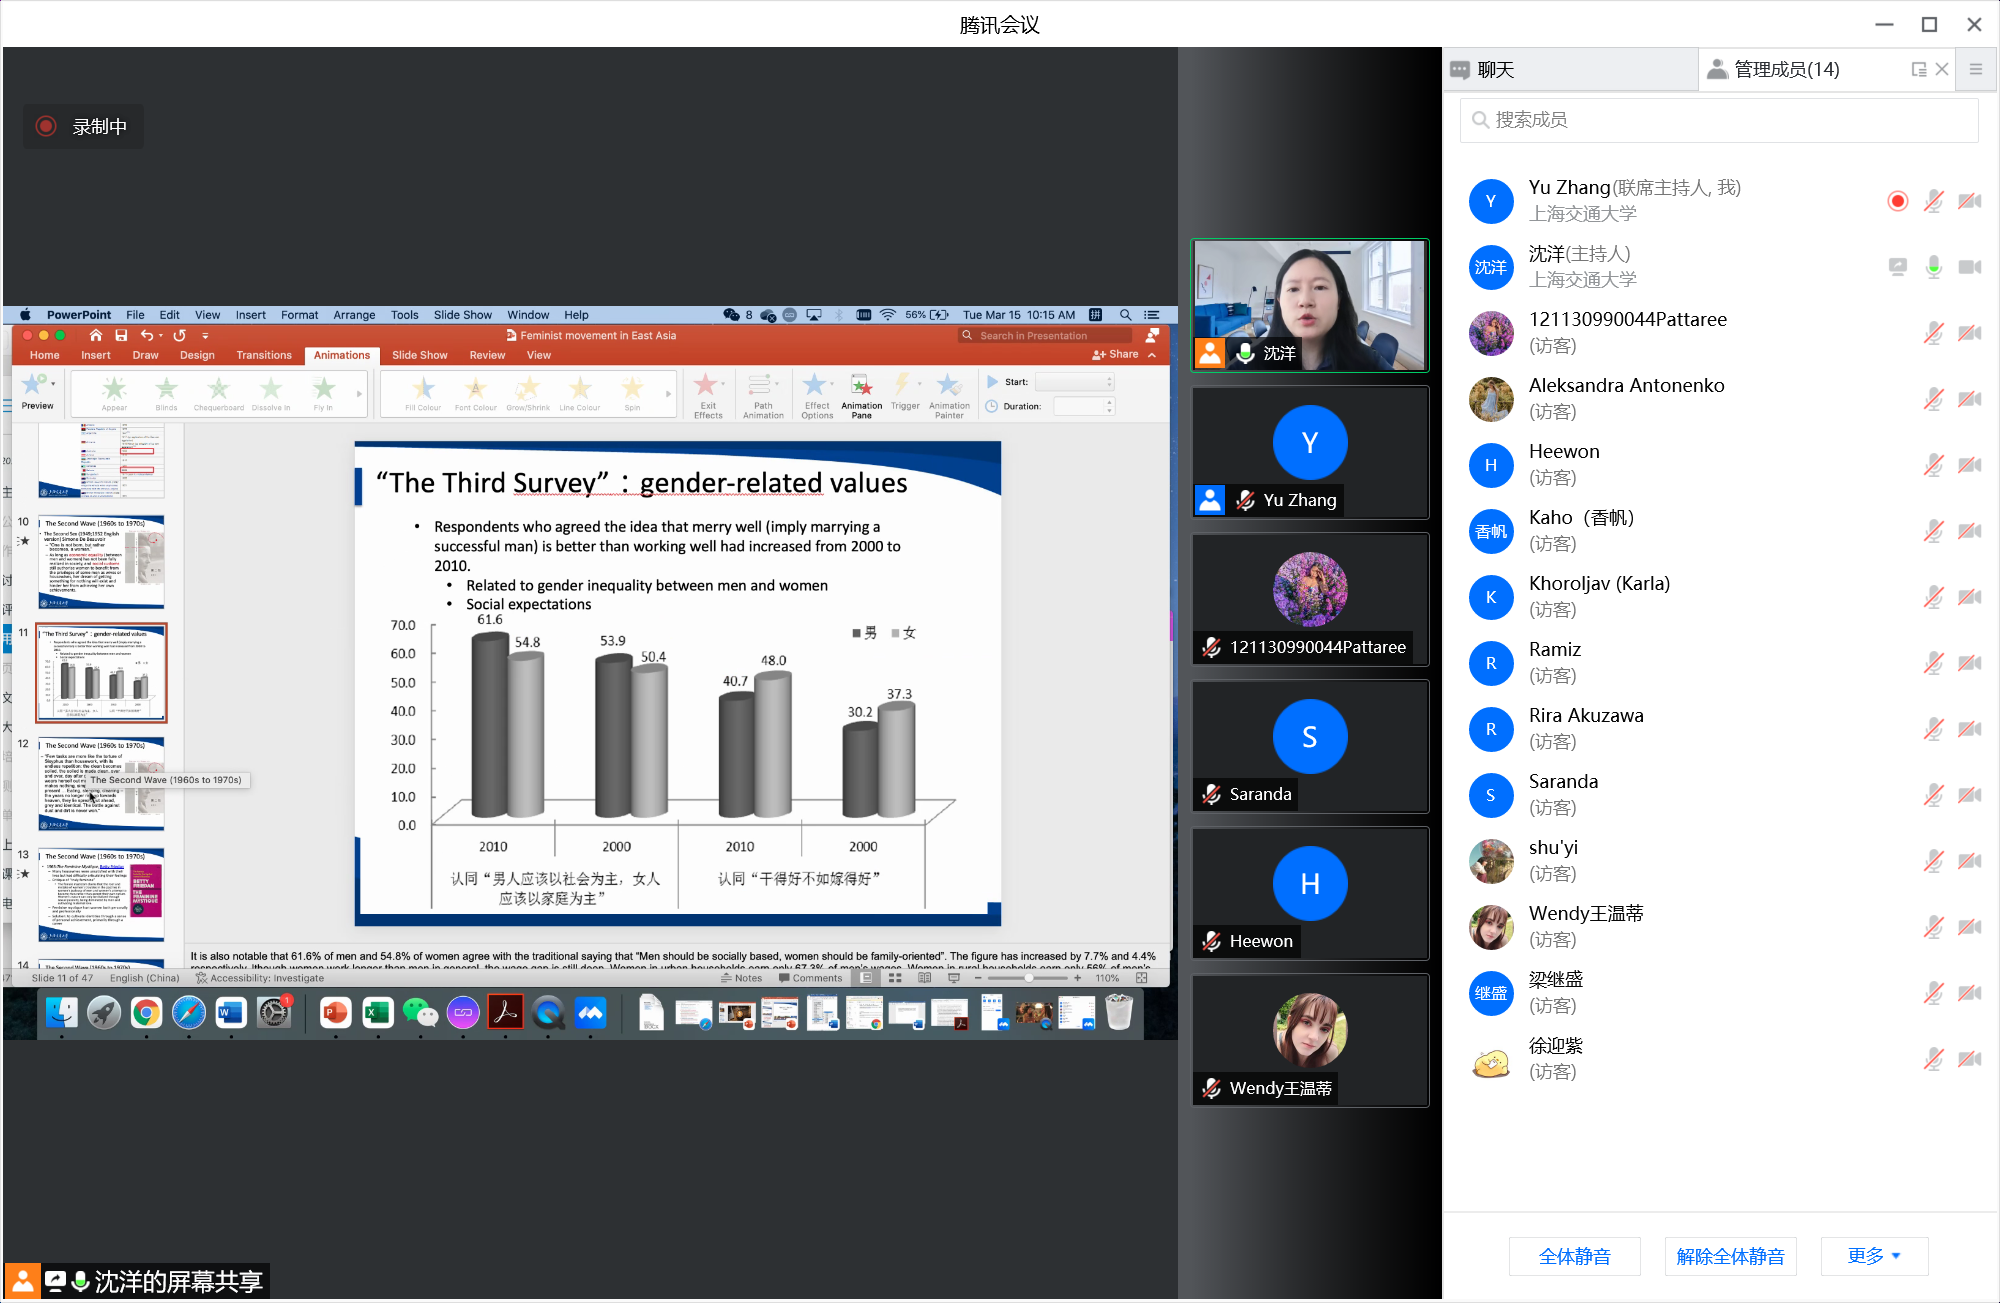 腾讯会议
录制中
PowerPoint File Edit View Insert Format Arrange Tools Slide Show Window Help
8 56% Tue Mar 15 10:15 AM
Feminist movement in East Asia
Search in Presentation
Home Insert Draw Design Transitions Animations Slide Show Review View
Share
Preview
Appear Blinds Chequerboard Dissolve In Fly In
Fill Colour Font Colour Grow/Shrink Line Colour Spin
Exit Effects
Path Animation
Effect Options
Animation Pane
Trigger
Animation Painter
Start:
Duration:
10
The Second Wave (1960s to 1970s)
11
"The Third Survey"：gender-related values
12
The Second Wave (1960s to 1970s)
The Second Wave (1960s to 1970s)
13
The Second Wave (1960s to 1970s)
BETTY FRIEDAN THE FEMININE MYSTIQUE
14
“The Third Survey”：gender-related values
• Respondents who agreed the idea that merry well (imply marrying a
successful man) is better than working well had increased from 2000 to
2010.
• Related to gender inequality between men and women
• Social expectations
男 女
70.0
60.0
50.0
40.0
30.0
20.0
10.0
0.0
61.6 54.8 53.9 50.4 40.7 48.0 30.2 37.3
2010 2000 2010 2000
认同“男人应该以社会为主，女人
应该以家庭为主”
认同“干得好不如嫁得好”
It is also notable that 61.6% of men and 54.8% of women agree with the traditional saying that "Men should be socially based, women should be family-oriented". The figure has increased by 7.7% and 4.4%
Slide 11 of 47 English (China) Accessibility: Investigate
Notes Comments 110%
1
沈洋的屏幕共享
沈洋
Y
Yu Zhang
121130990044Pattaree
S
Saranda
H
Heewon
Wendy王温蒂
聊天
管理成员(14)
搜索成员
Y
Yu Zhang(联席主持人, 我)
上海交通大学
沈洋
沈洋(主持人)
上海交通大学
121130990044Pattaree
(访客)
Aleksandra Antonenko
(访客)
H
Heewon
(访客)
香帆
Kaho（香帆）
(访客)
K
Khoroljav (Karla)
(访客)
R
Ramiz
(访客)
R
Rira Akuzawa
(访客)
S
Saranda
(访客)
shu'yi
(访客)
Wendy王温蒂
(访客)
继盛
梁继盛
(访客)
徐迎紫
(访客)
全体静音
解除全体静音
更多